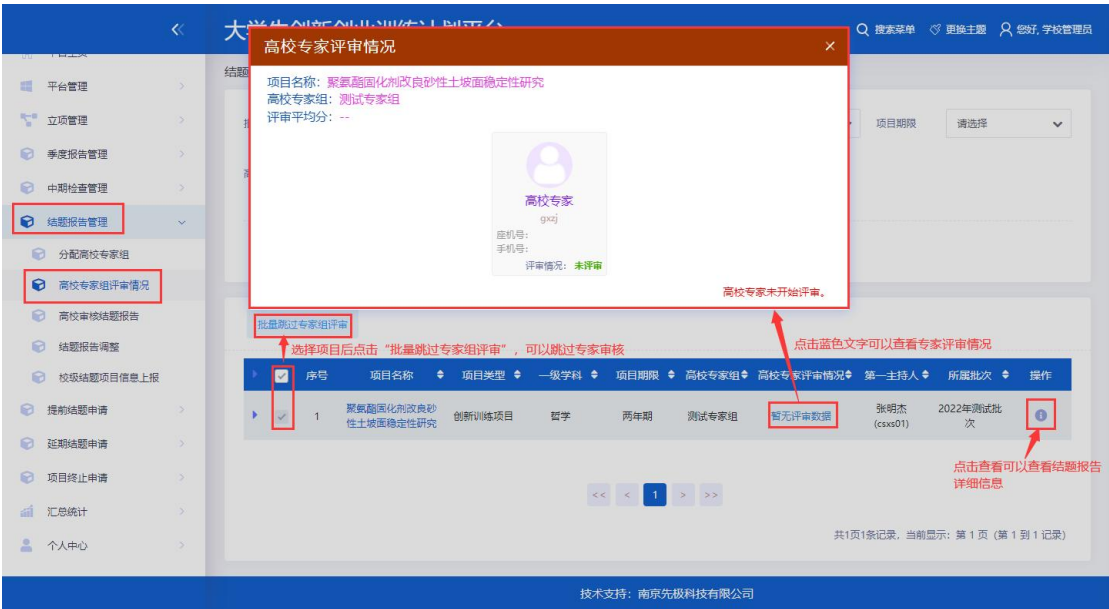 搜索菜单
更换主题
您好, 学校管理员
高校专家评审情况
×
项目名称: 聚氨酯固化剂改良砂性土坡面稳定性研究
高校专家组: 测试专家组
评审平均分: --
高校专家
gxzj
座机号:
手机号:
评审情况: 未评审
高校专家未开始评审。
平台管理
立项管理
季度报告管理
中期检查管理
结题报告管理
分配高校专家组
高校专家组评审情况
高校审核结题报告
结题报告调整
校级结题项目信息上报
提前结题申请
延期结题申请
项目终止申请
汇总统计
个人中心
结题
项目期限
请选择
批量跳过专家组评审
选择项目后点击“批量跳过专家组评审”, 可以跳过专家审核
点击蓝色文字可以查看专家评审情况
序号 项目名称 项目类型 一级学科 项目期限 高校专家组 高校专家评审情况 第一主持人 所属批次 操作
1 聚氨酯固化剂改良砂性土坡面稳定性研究 创新训练项目 哲学 两年期 测试专家组 暂无评审数据 张明杰 (csxs01) 2022年测试批次
点击查看可以查看结题报告
详细信息
<< < 1 > >>
共1页1条记录, 当前显示: 第 1 页 (第 1 到 1 记录)
技术支持: 南京先极科技有限公司